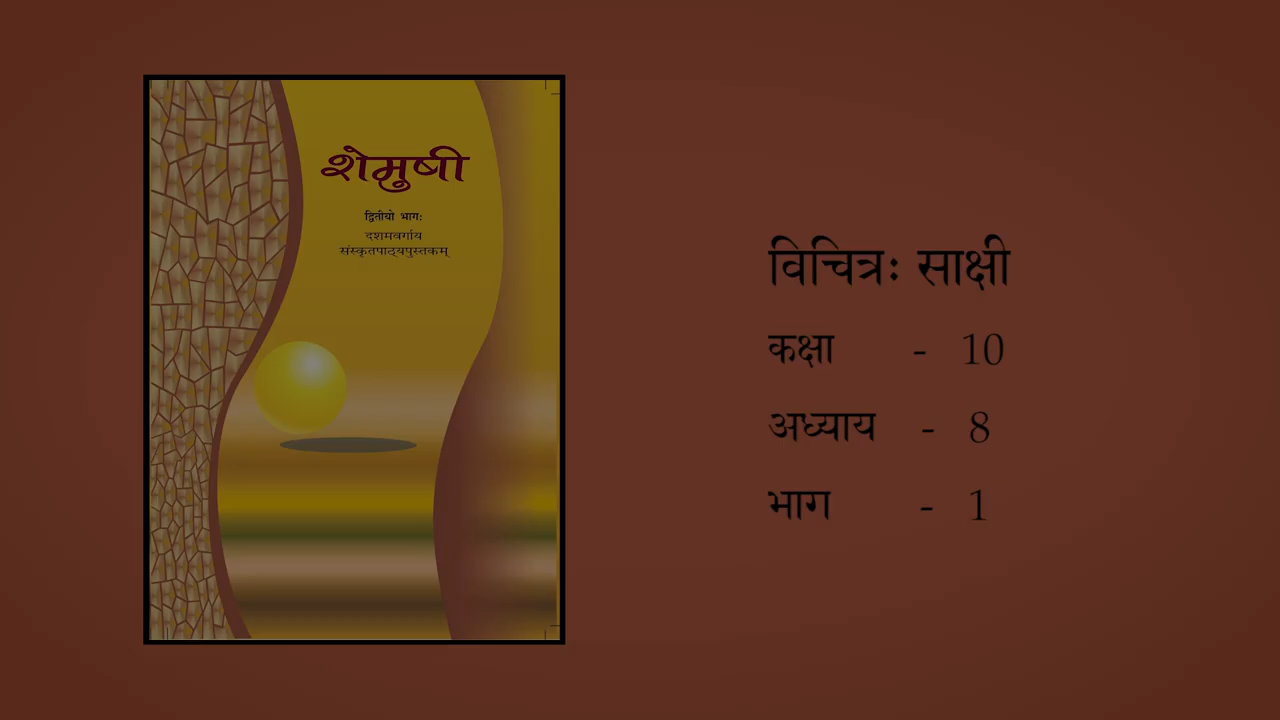 शेमुषी
द्वितीयो भागः
दशमवर्गाय
संस्कृतपाठ्यपुस्तकम्
विचित्रः साक्षी
कक्षा - 10
अध्याय - 8
भाग - 1